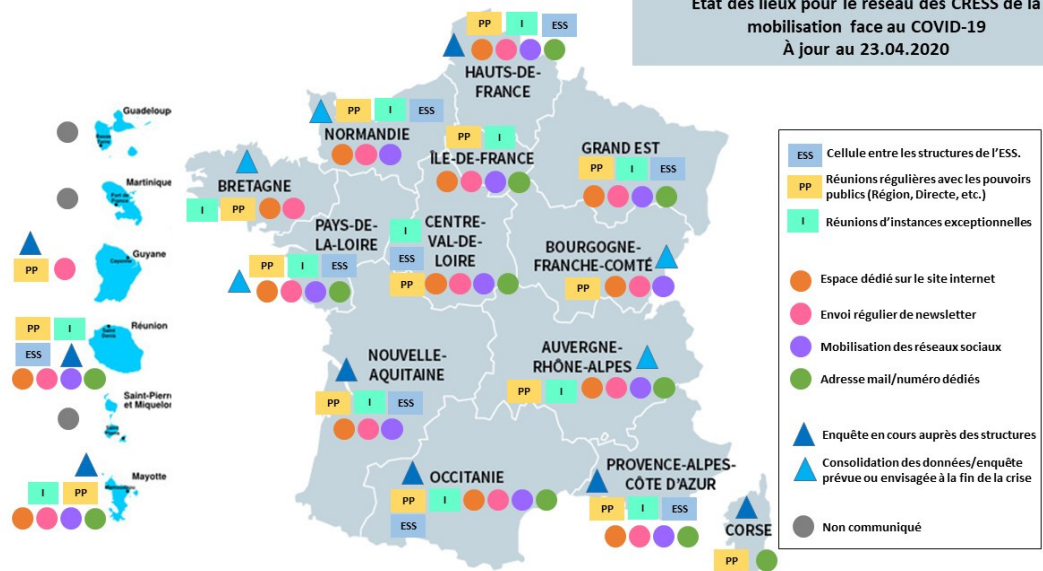 Etat des lieux pour le réseau des CRESS de la
mobilisation face au COVID-19
À jour au 23.04.2020
PP I ESS
HAUTS-DE-
FRANCE
PP I ESS
NORMANDIE
PP I
ÎLE-DE-FRANCE
GRAND EST
PP I ESS
BRETAGNE
I PP
PAYS-DE-
LA-LOIRE
PP I ESS
CENTRE-
VAL-DE-
LOIRE
I
ESS
PP
BOURGOGNE-
FRANCHE-COMTÉ
PP
NOUVELLE-
AQUITAINE
PP I ESS
AUVERGNE-
RHÔNE-ALPES
PP I
OCCITANIE
PP I
ESS
PROVENCE-ALPES-
CÔTE D'AZUR
PP I ESS
CORSE
PP
Guadeloupe
Martinique
Guyane
Cayenne
PP
Réunion
PP I
ESS
Saint-Pierre
et Miquelon
Mayotte
I PP
ESS Cellule entre les structures de l'ESS.
PP Réunions régulières avec les pouvoirs
publics (Région, Directe, etc.)
I Réunions d'instances exceptionnelles
Espace dédié sur le site internet
Envoi régulier de newsletter
Mobilisation des réseaux sociaux
Adresse mail/numéro dédiés
Enquête en cours auprès des structures
Consolidation des données/enquête
prévue ou envisagée à la fin de la crise
Non communiqué